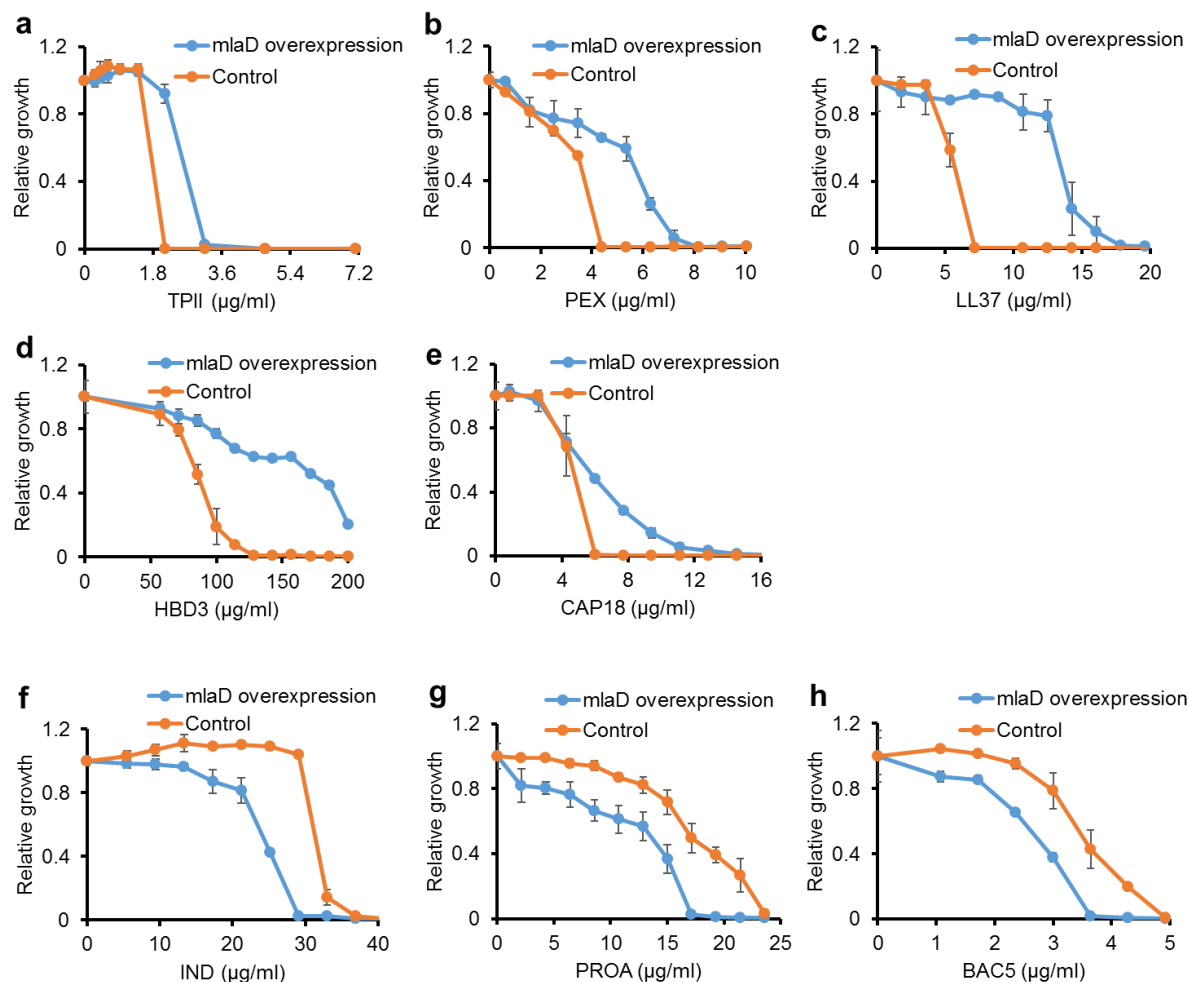 a
mlaD overexpression
Control
1.2
0.8
0.4
0
Relative growth
0 1.8 3.6 5.4 7.2
TPII (µg/ml)
b
mlaD overexpression
Control
1.2
0.8
0.4
0
Relative growth
0 2 4 6 8 10
PEX (µg/ml)
c
mlaD overexpression
Control
1.2
0.8
0.4
0
Relative growth
0 5 10 15 20
LL37 (µg/ml)
d
mlaD overexpression
Control
1.2
0.8
0.4
0
Relative growth
0 50 100 150 200
HBD3 (µg/ml)
e
mlaD overexpression
Control
1.2
0.8
0.4
0
Relative growth
0 4 8 12 16
CAP18 (µg/ml)
f
mlaD overexpression
Control
1.2
0.8
0.4
0
Relative growth
0 10 20 30 40
IND (µg/ml)
g
mlaD overexpression
Control
1.2
0.8
0.4
0
Relative growth
0 5 10 15 20 25
PROA (µg/ml)
h
mlaD overexpression
Control
1.2
0.8
0.4
0
Relative growth
0 1 2 3 4 5
BAC5 (µg/ml)